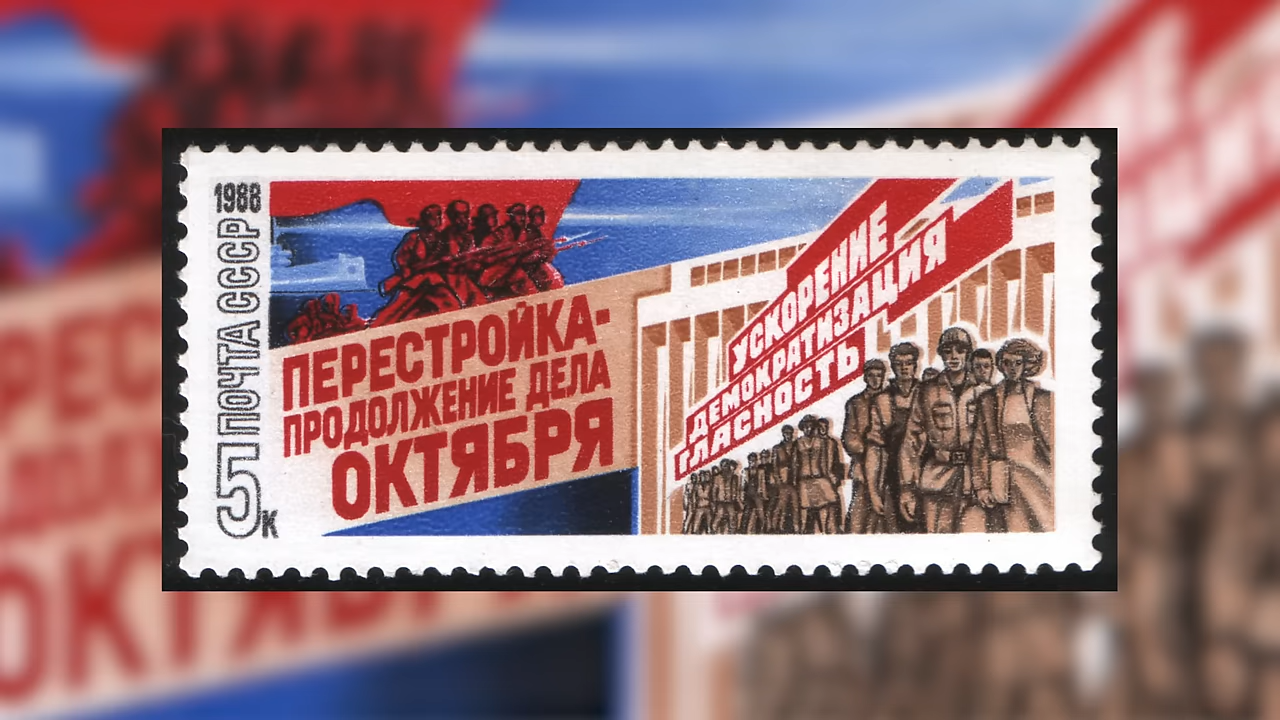 1988
ПОЧТА СССР
5к
ПЕРЕСТРОЙКА-
ПРОДОЛЖЕНИЕ ДЕЛА
ОКТЯБРЯ
УСКОРЕНИЕ
ДЕМОКРАТИЗАЦИЯ
ГЛАСНОСТЬ